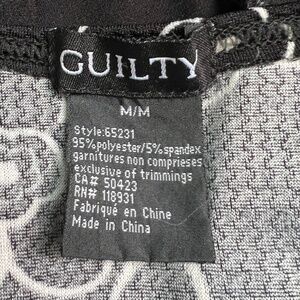 GUILTY
M/M
Style:65231
95%polyester/5%spandex
garnitures non comprieses
exclusive of trimmings
CA# 50423
RN# 118931
Fabriqué en Chine
Made in China